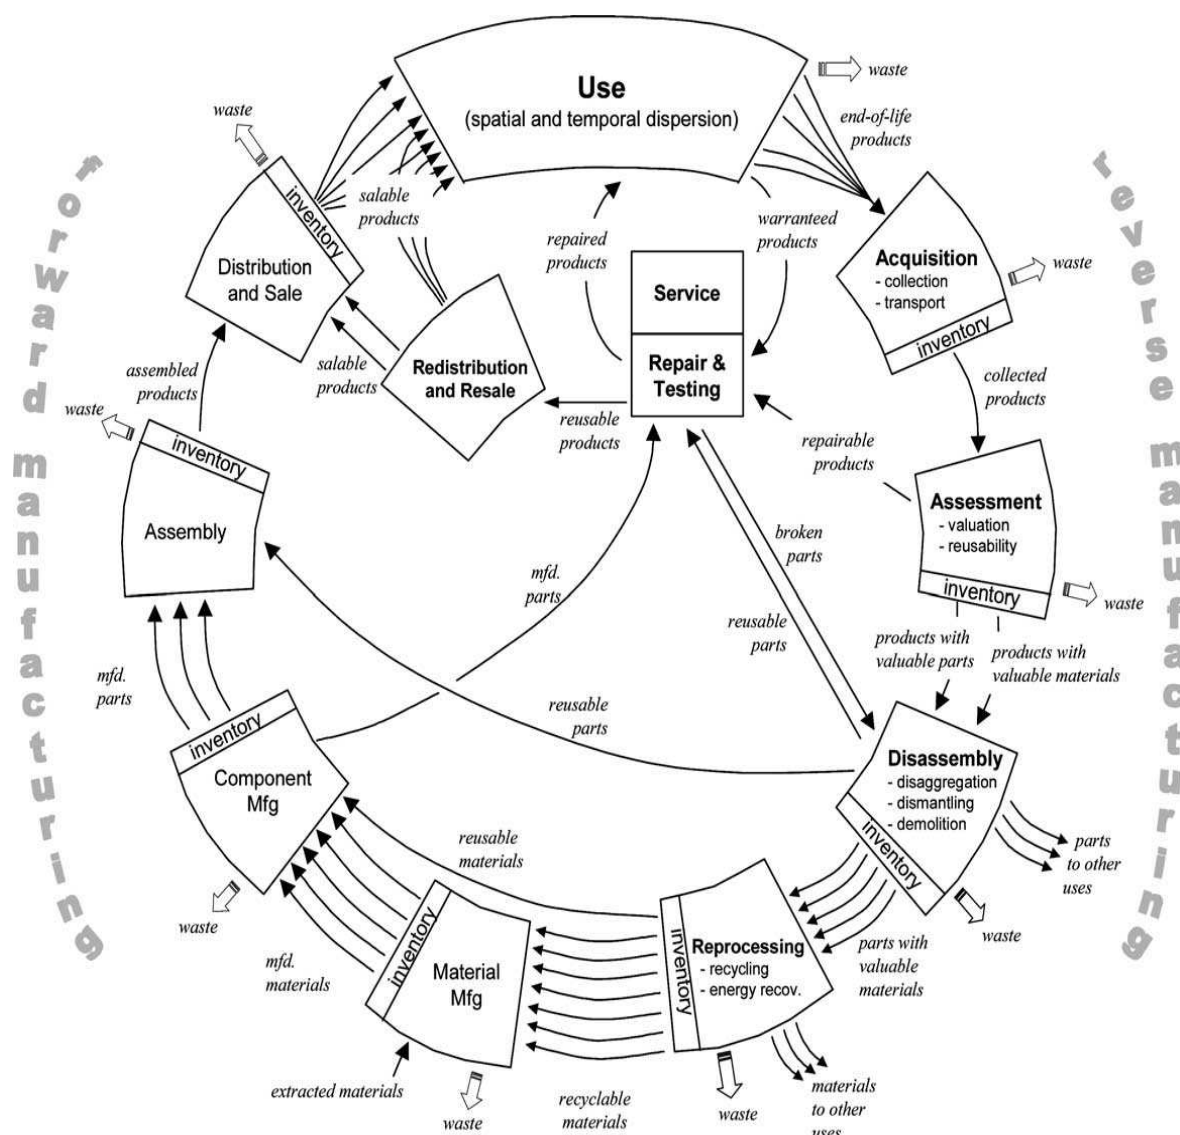 forward manufacturing
reverse manufacturing
Use
(spatial and temporal dispersion)
waste
end-of-life
products
waste
inventory
Distribution
and Sale
salable
products
repaired
products
warranteed
products
Service
Repair &
Testing
Acquisition
- collection
- transport
inventory
waste
collected
products
assembled
products
salable
products
Redistribution
and Resale
reusable
products
repairable
products
waste
inventory
Assembly
Assessment
- valuation
- reusability
inventory
waste
broken
parts
mfd.
parts
reusable
parts
products with
valuable parts
products with
valuable materials
mfd.
parts
reusable
parts
inventory
Component
Mfg
Disassembly
- disaggregation
- dismantling
- demolition
inventory
parts
to other
uses
waste
waste
reusable
materials
mfd.
materials
inventory
Material
Mfg
inventory
Reprocessing
- recycling
- energy recov.
parts with
valuable
materials
extracted materials
waste
recyclable
materials
waste
materials
to other
uses